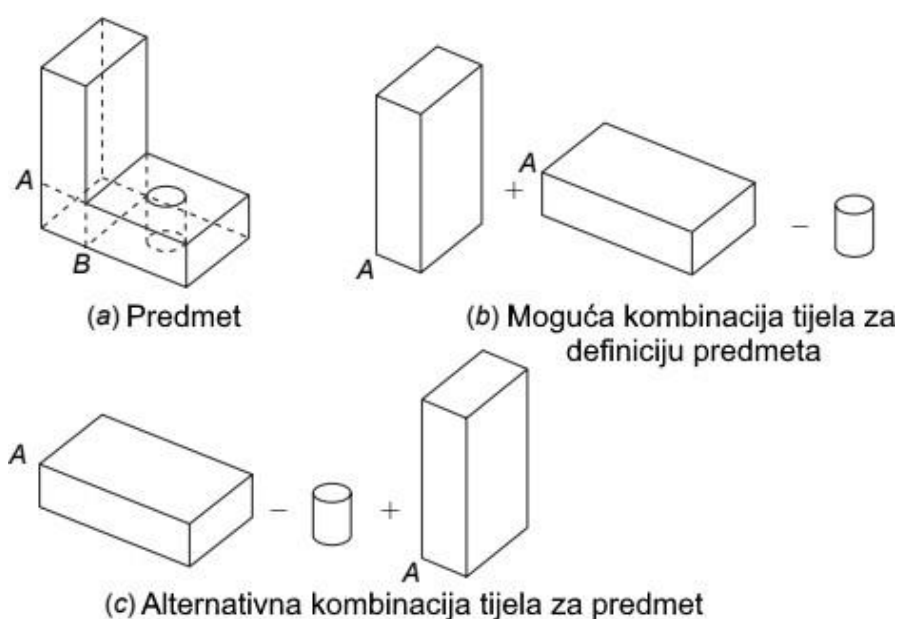 A
B
(a) Predmet
A
+
A
−
(b) Moguća kombinacija tijela za
definiciju predmeta
A
−
+
A
(c) Alternativna kombinacija tijela za predmet